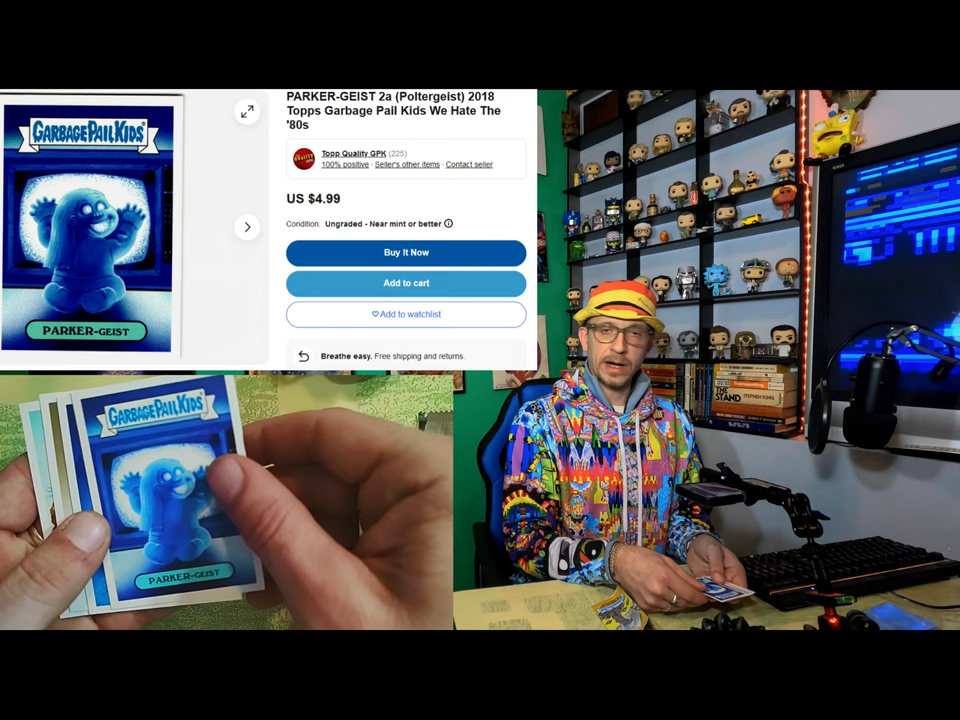 PARKER-GEIST 2a (Poltergeist) 2018
Topps Garbage Pail Kids We Hate The
'80s
Topp Quality GPK (225)
100% positive · Seller's other items · Contact seller
US $4.99
Condition: Ungraded - Near mint or better
Buy It Now
Add to cart
Add to watchlist
Breathe easy. Free shipping and returns.
GARBAGE PAIL KIDS
PARKER-GEIST
GARBAGE PAIL KIDS
PARKER-GEIST
THE STAND
STEPHEN KING